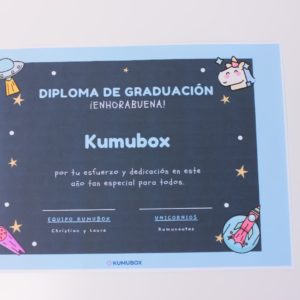 DIPLOMA DE GRADUACIÓN
¡ENHORABUENA!
Kumubox
por tu esfuerzo y dedicación en este
año tan especial para todos.
EQUIPO KUMUBOX
UNICORNIOS
Christian y Laura
Kumunautas
KUMUBOX